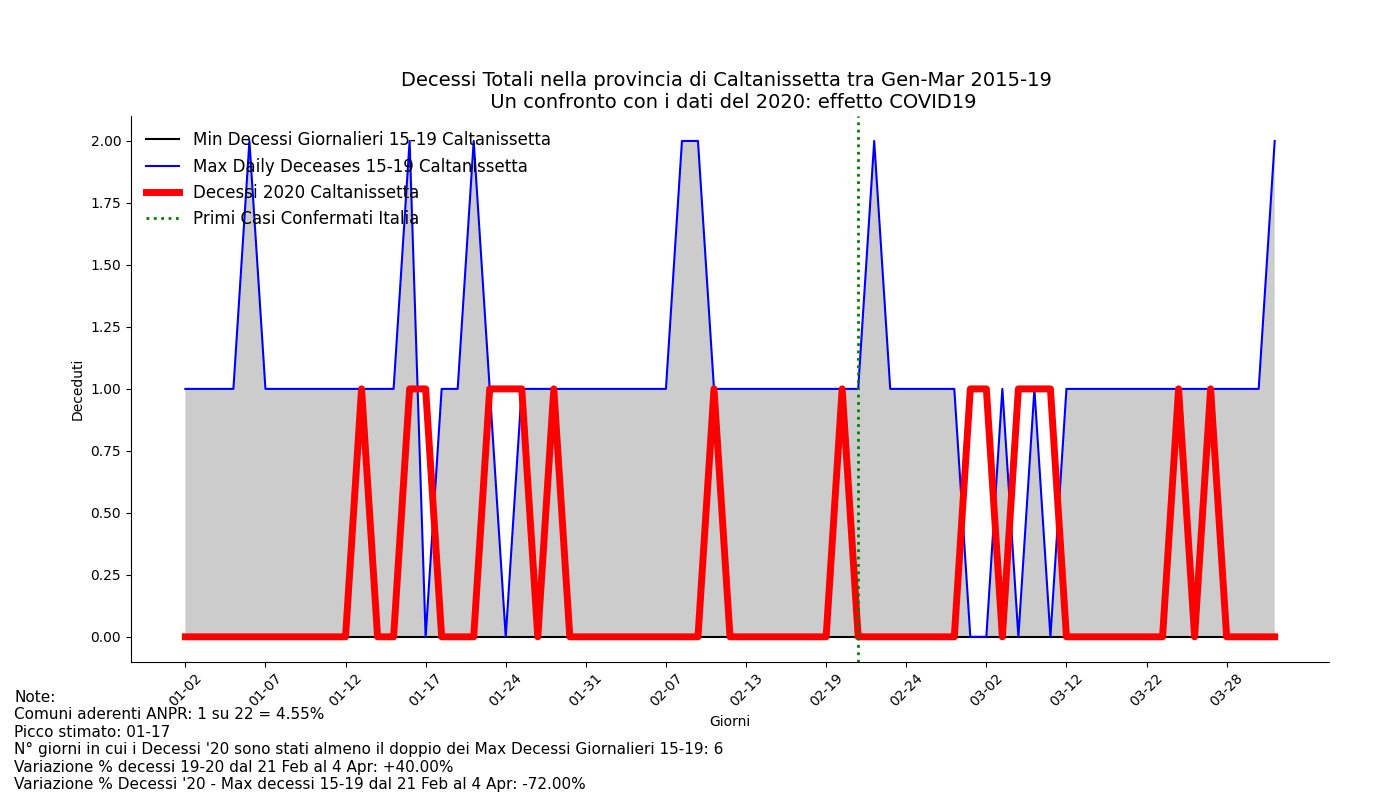 Decessi Totali nella provincia di Caltanissetta tra Gen-Mar 2015-19
Un confronto con i dati del 2020: effetto COVID19
Min Decessi Giornalieri 15-19 Caltanissetta
Max Daily Deceases 15-19 Caltanissetta
Decessi 2020 Caltanissetta
Primi Casi Confermati Italia
2.00
1.75
1.50
1.25
1.00
0.75
0.50
0.25
0.00
Deceduti
01-02
01-07
01-12
01-17
01-24
01-31
02-07
02-13
02-19
02-24
03-02
03-12
03-22
03-28
Giorni
Note:
Comuni aderenti ANPR: 1 su 22 = 4.55%
Picco stimato: 01-17
N° giorni in cui i Decessi '20 sono stati almeno il doppio dei Max Decessi Giornalieri 15-19: 6
Variazione % decessi 19-20 dal 21 Feb al 4 Apr: +40.00%
Variazione % Decessi '20 - Max decessi 15-19 dal 21 Feb al 4 Apr: -72.00%